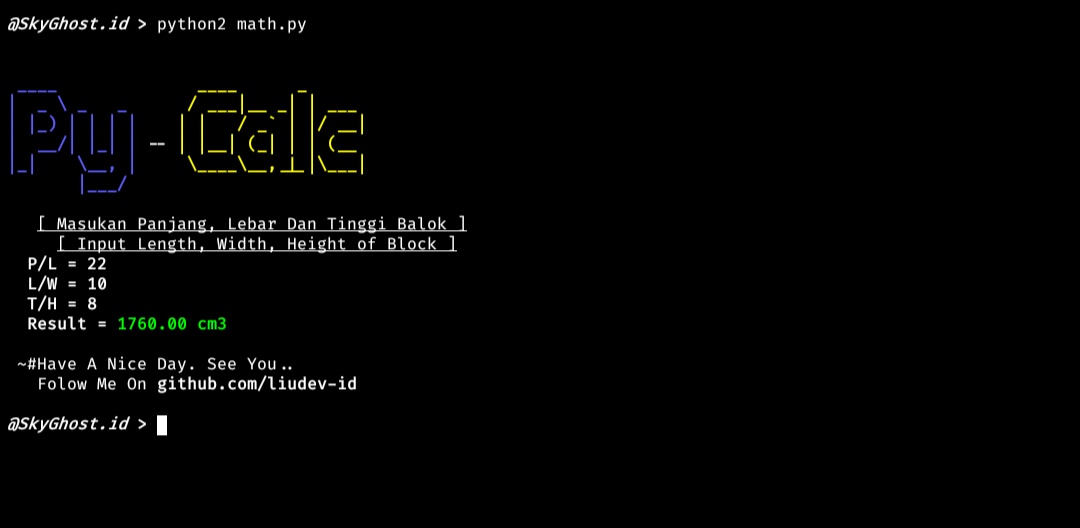 @SkyGhost.id > python2 math.py
Py-Calc
[ Masukan Panjang, Lebar Dan Tinggi Balok ]
[ Input Length, Width, Height of Block ]
P/L = 22
L/W = 10
T/H = 8
Result = 1760.00 cm3
~#Have A Nice Day. See You..
Folow Me On github.com/liudev-id
@SkyGhost.id >